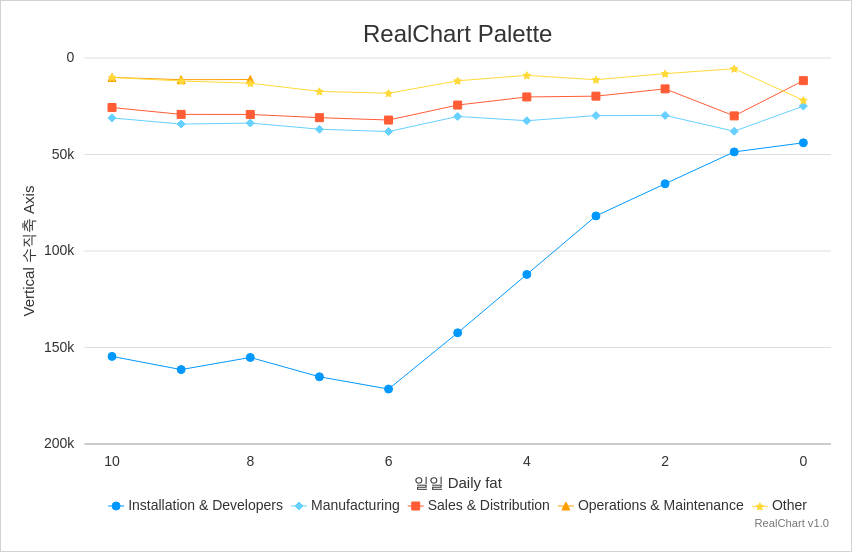 RealChart Palette
0
50k
100k
150k
200k
Vertical 수직축 Axis
10 8 6 4 2 0
일일 Daily fat
Installation & Developers Manufacturing Sales & Distribution Operations & Maintenance Other
RealChart v1.0